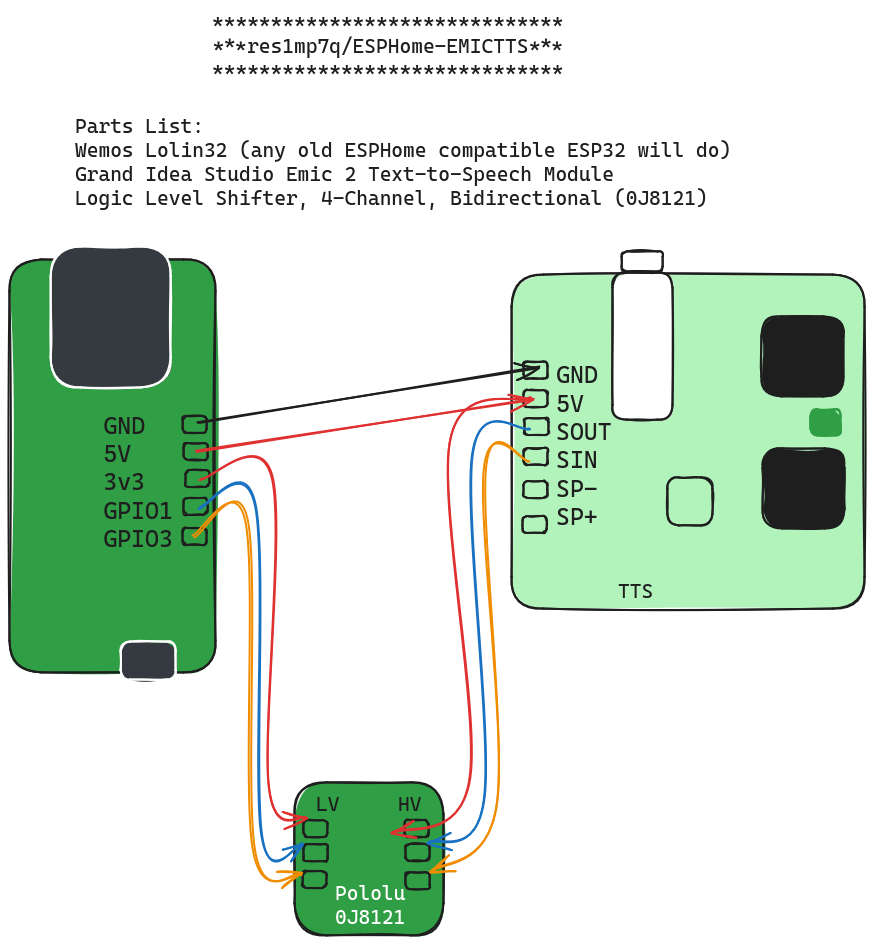 ******************************
***res1mp7q/ESPHome-EMICTTS***
******************************
Parts List:
Wemos Lolin32 (any old ESPHome compatible ESP32 will do)
Grand Idea Studio Emic 2 Text-to-Speech Module
Logic Level Shifter, 4-Channel, Bidirectional (0J8121)
GND
5V
3v3
GPIO1
GPIO3
GND
5V
SOUT
SIN
SP-
SP+
TTS
LV
HV
Pololu
0J8121